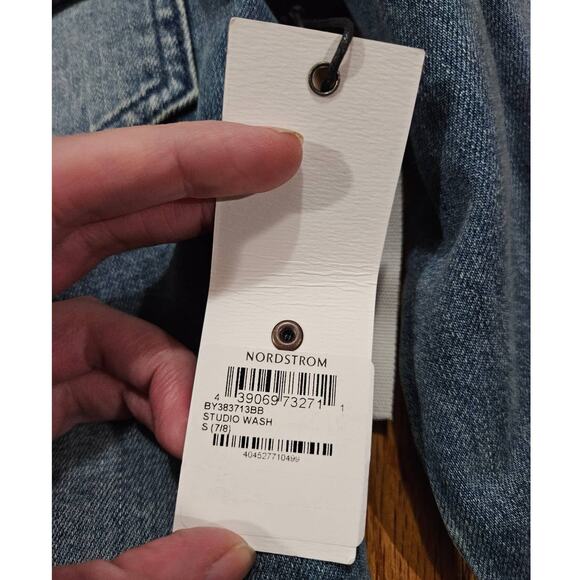 NORDSTROM
4 39069 73271 1
BY383713BB
STUDIO WASH
S (7/8)
404527710499